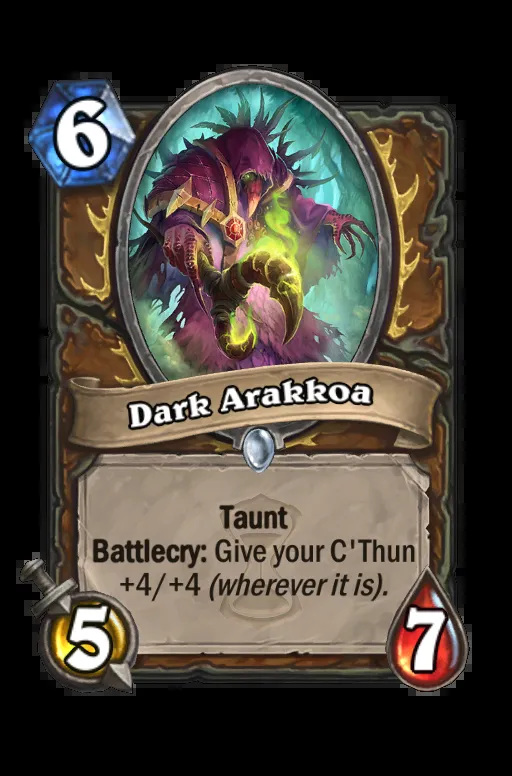 6
Dark Arakkoa
Taunt
Battlecry: Give your C'Thun
+4/+4 (wherever it is).
5
7